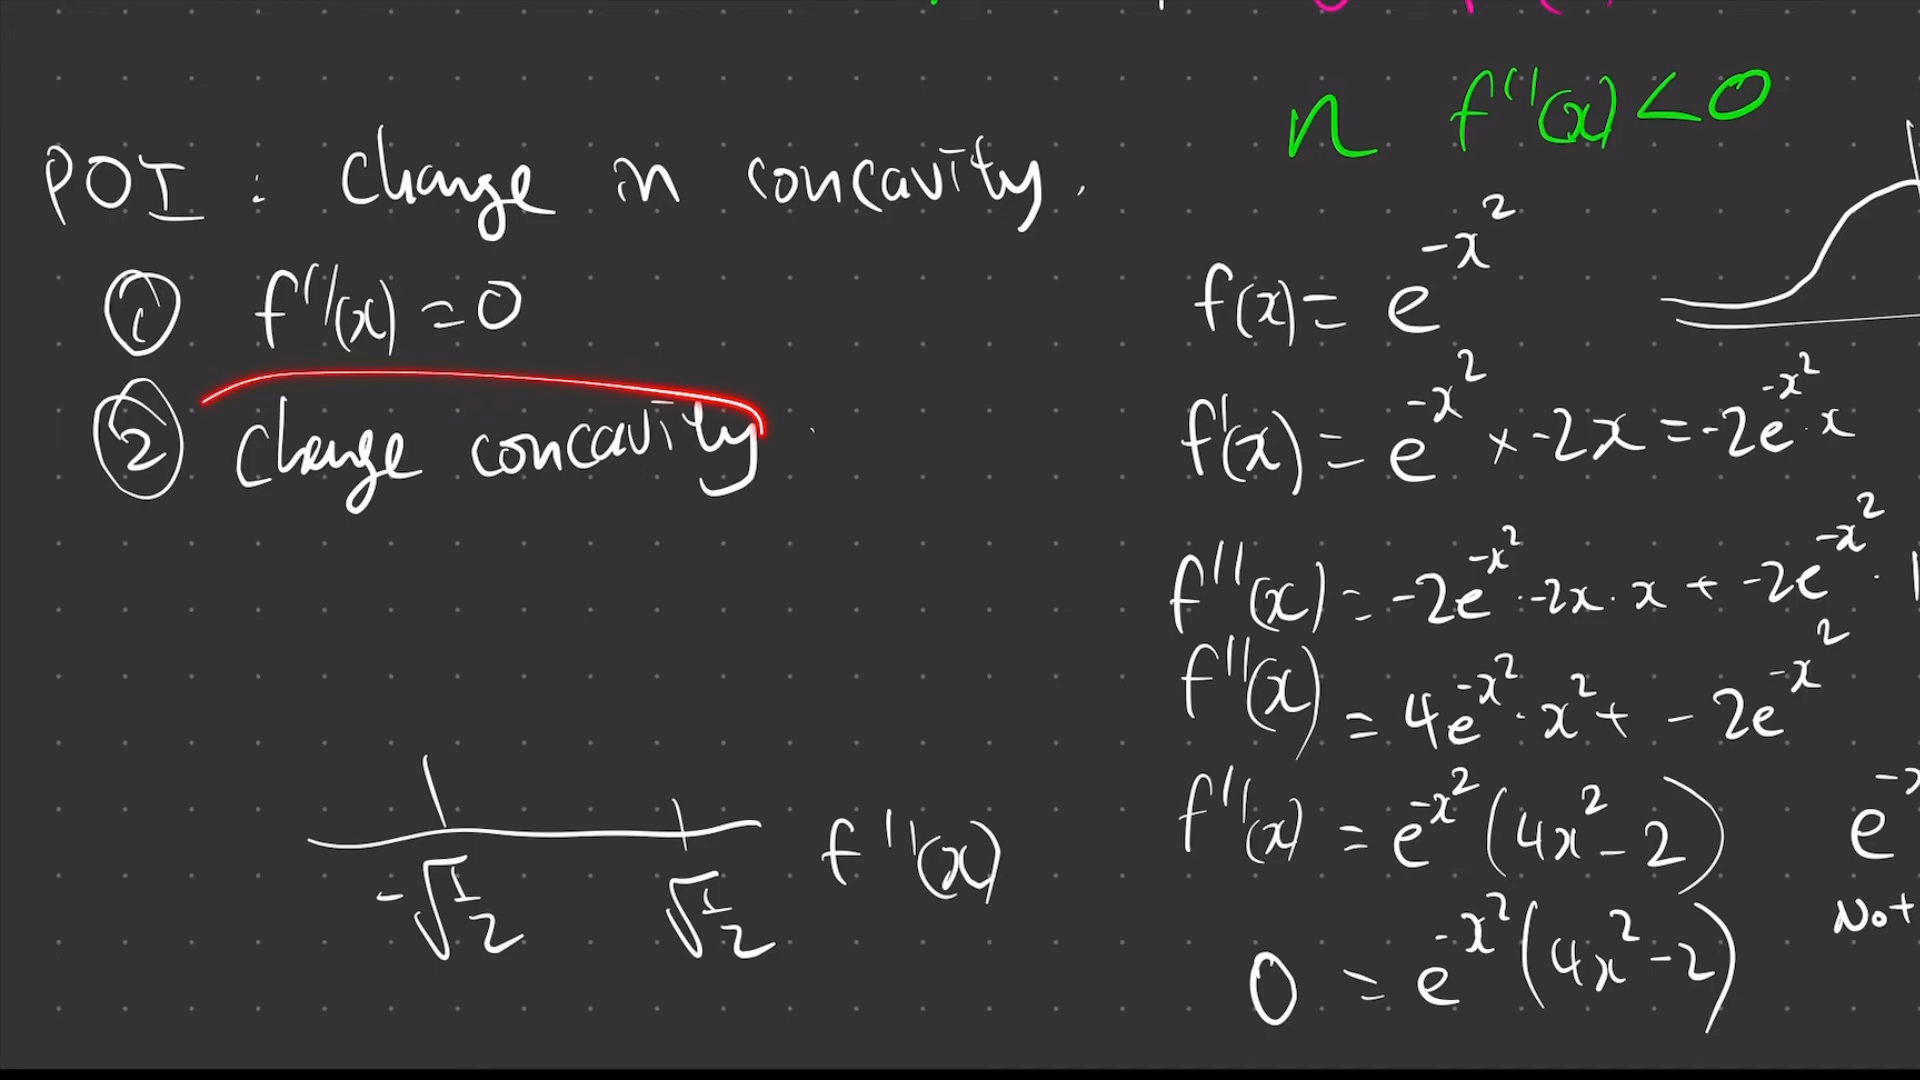 POI : change in concavity.
① f''(x) = 0
② change concavity
-√1/2 √1/2 f''(x)
n f''(x) < 0
f(x) = e^-x²
f'(x) = e^-x² × -2x = -2e^-x² · x
f''(x) = -2e^-x² · -2x · x + -2e^-x² ·
f''(x) = 4e^-x² · x² + -2e^-x²
f''(x) = e^-x² (4x² - 2)
0 = e^-x² (4x² - 2)
Not